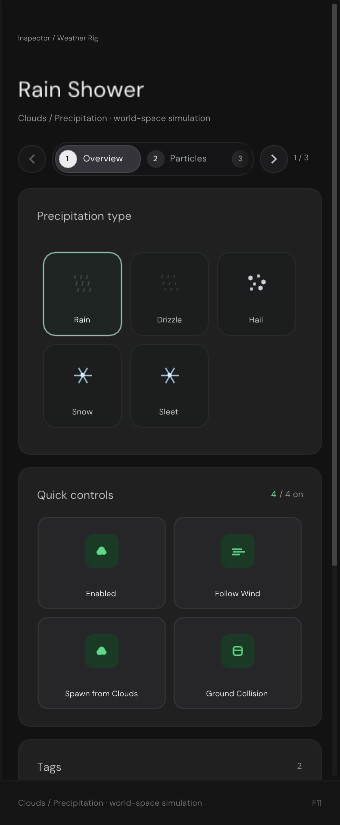 Inspector / Weather Rig
Rain Shower
Clouds / Precipitation · world-space simulation
1 Overview 2 Particles 3 1 / 3
Precipitation type
Rain Drizzle Hail
Snow Sleet
Quick controls 4 / 4 on
Enabled Follow Wind
Spawn from Clouds Ground Collision
Tags 2
Clouds / Precipitation · world-space simulation F11